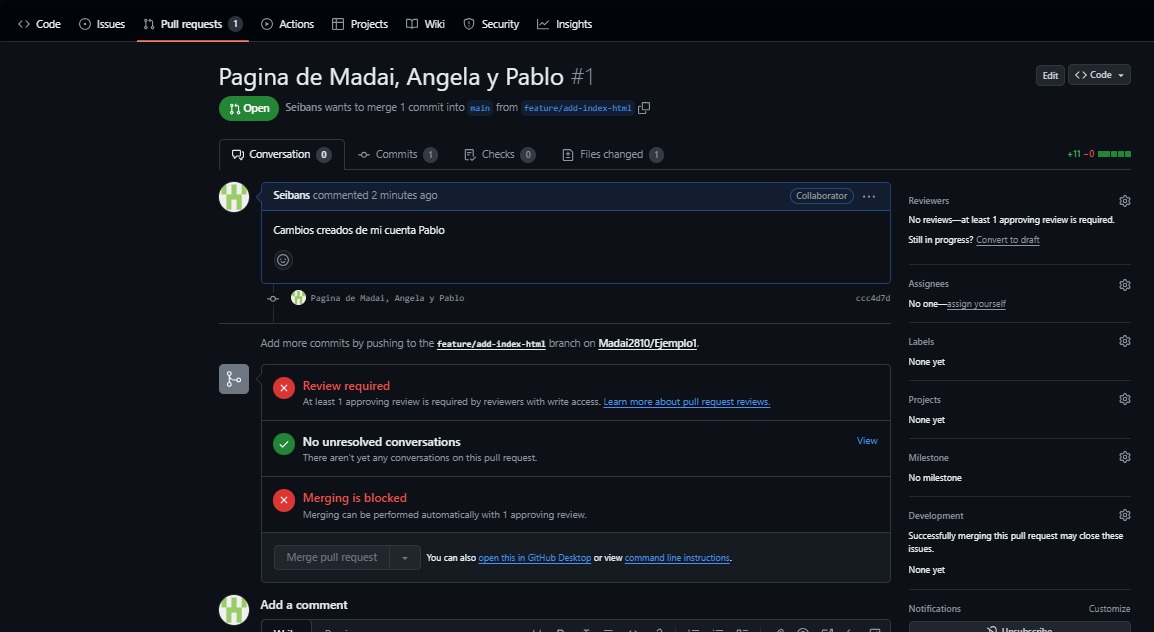 Code Issues Pull requests 1 Actions Projects Wiki Security Insights
Pagina de Madai, Angela y Pablo #1
Edit <> Code
Open Seibans wants to merge 1 commit into main from feature/add-index-html
Conversation 0 Commits 1 Checks 0 Files changed 1
+11 −0
Seibans commented 2 minutes ago
Collaborator
Cambios creados de mi cuenta Pablo
Pagina de Madai, Angela y Pablo
ccc4d7d
Add more commits by pushing to the feature/add-index-html branch on Madai2810/Ejemplo1.
Review required
At least 1 approving review is required by reviewers with write access. Learn more about pull request reviews.
No unresolved conversations
View
There aren't yet any conversations on this pull request.
Merging is blocked
Merging can be performed automatically with 1 approving review.
Merge pull request
You can also open this in GitHub Desktop or view command line instructions.
Add a comment
Reviewers
No reviews—at least 1 approving review is required.
Still in progress? Convert to draft
Assignees
No one—assign yourself
Labels
None yet
Projects
None yet
Milestone
No milestone
Development
Successfully merging this pull request may close these
issues.
None yet
Notifications
Customize
Unsubscribe